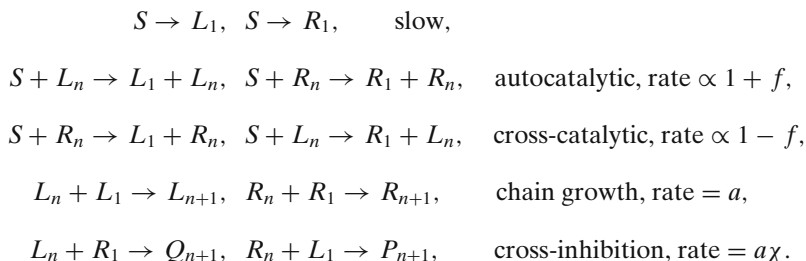 S → L₁, S → R₁, slow,
S + Lₙ → L₁ + Lₙ, S + Rₙ → R₁ + Rₙ, autocatalytic, rate ∝ 1 + f,
S + Rₙ → L₁ + Rₙ, S + Lₙ → R₁ + Lₙ, cross-catalytic, rate ∝ 1 − f,
Lₙ + L₁ → Lₙ₊₁, Rₙ + R₁ → Rₙ₊₁, chain growth, rate = a,
Lₙ + R₁ → Qₙ₊₁, Rₙ + L₁ → Pₙ₊₁, cross-inhibition, rate = aχ.